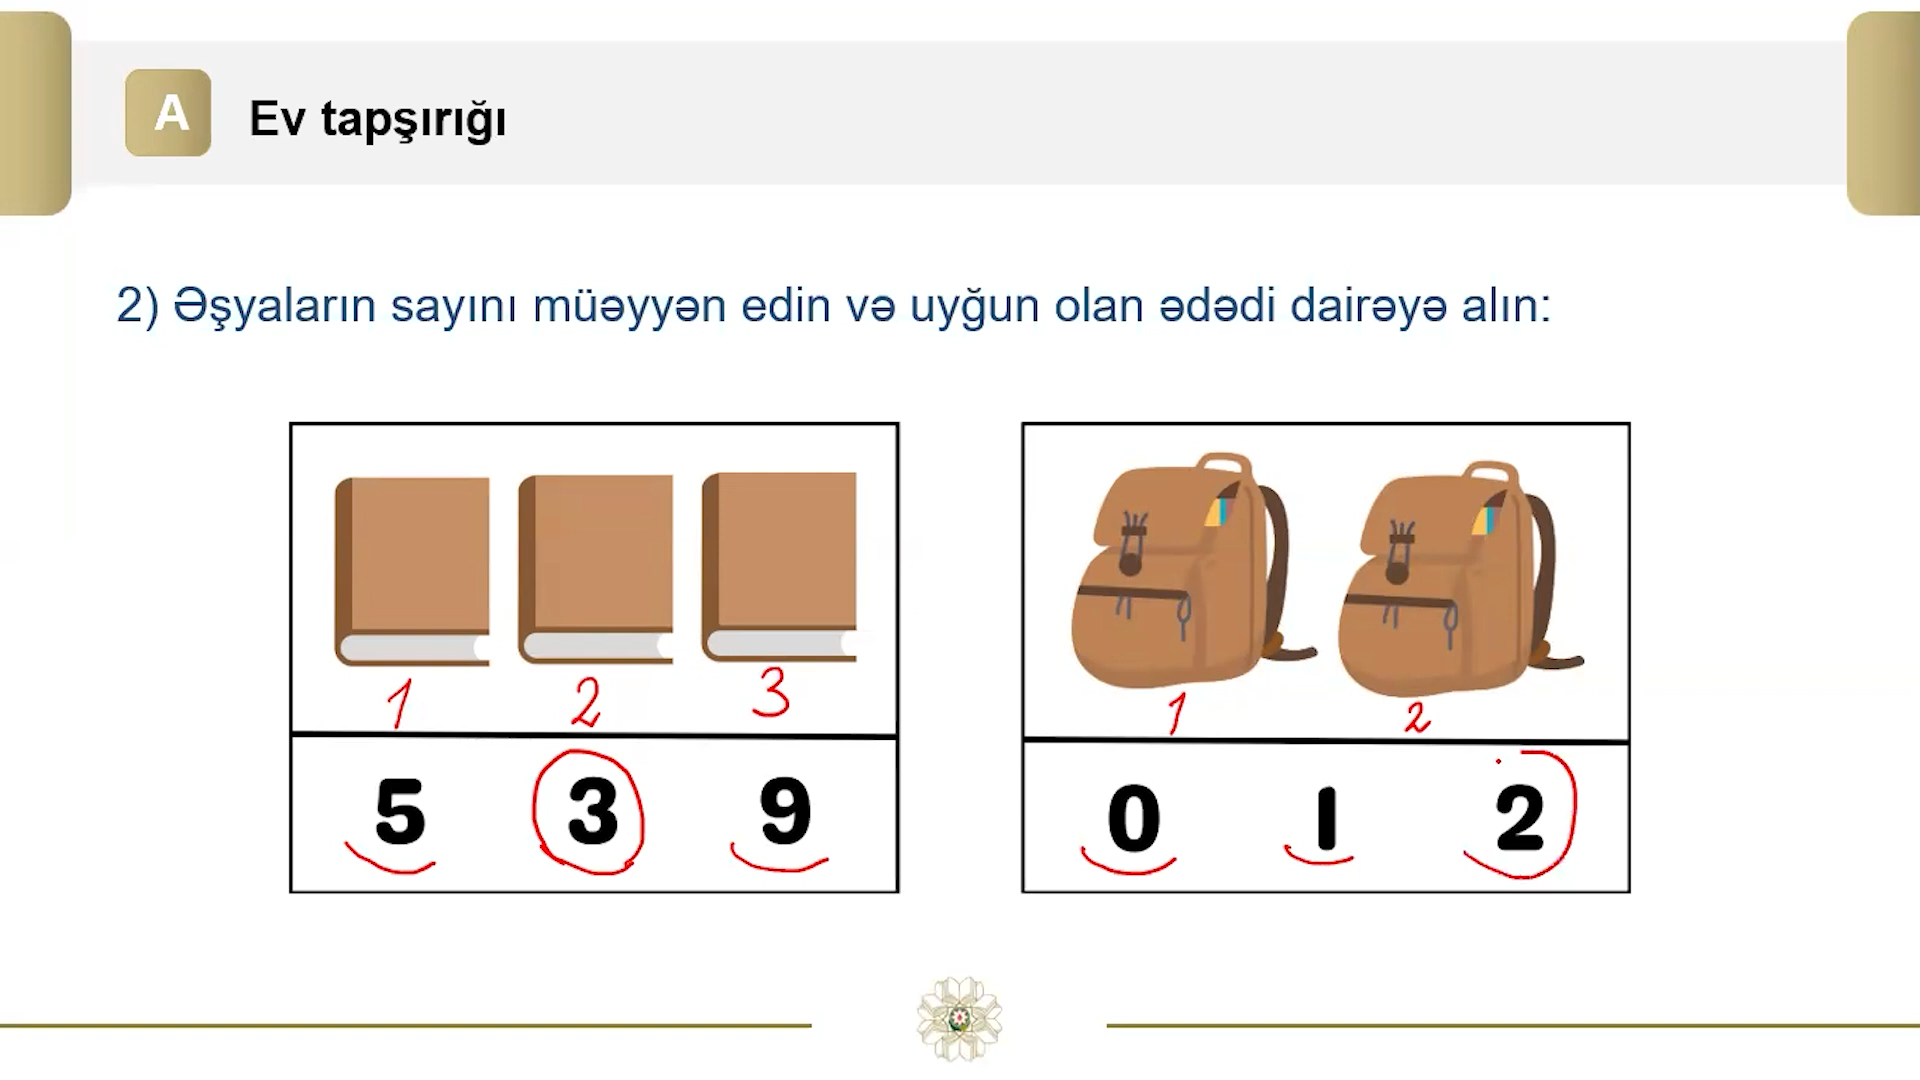 A
Ev tapşırığı
2) Əşyaların sayını müəyyən edin və uyğun olan ədədi dairəyə alın:
1 2 3
5 3 9
1 2
0 1 2